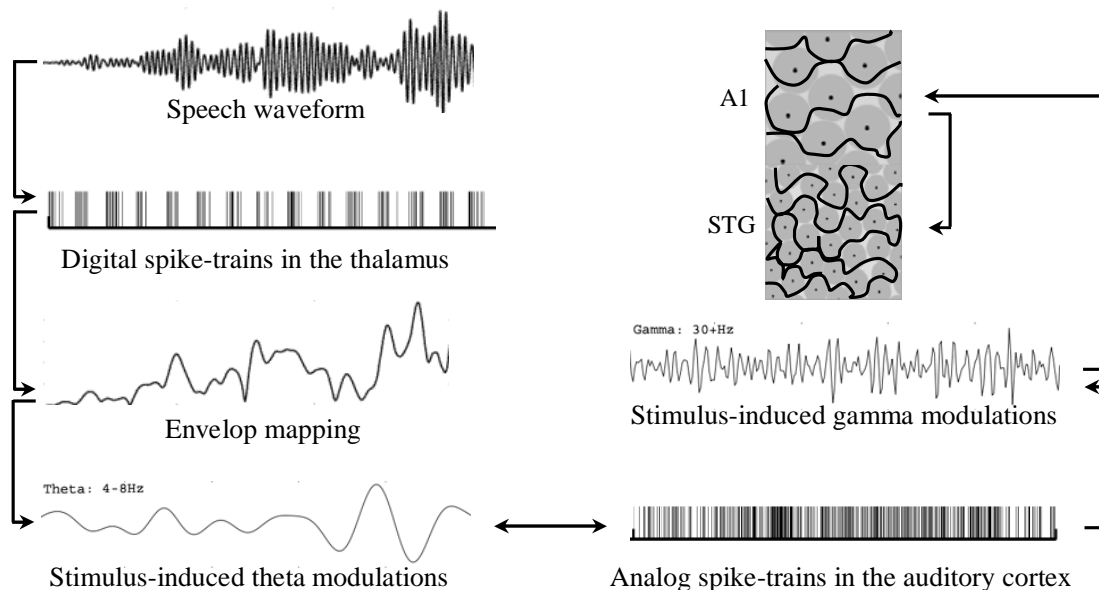 Speech waveform
Digital spike-trains in the thalamus
Envelop mapping
Theta: 4-8Hz
Stimulus-induced theta modulations
A1
STG
Gamma: 30+Hz
Stimulus-induced gamma modulations
Analog spike-trains in the auditory cortex